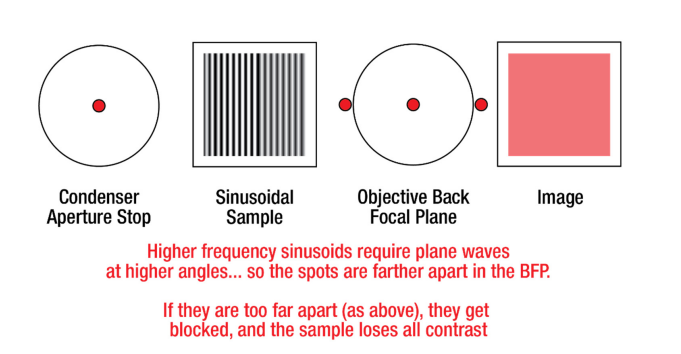 Condenser
Aperture Stop
Sinusoidal
Sample
Objective Back
Focal Plane
Image
Higher frequency sinusoids require plane waves
at higher angles... so the spots are farther apart in the BFP.
If they are too far apart (as above), they get
blocked, and the sample loses all contrast